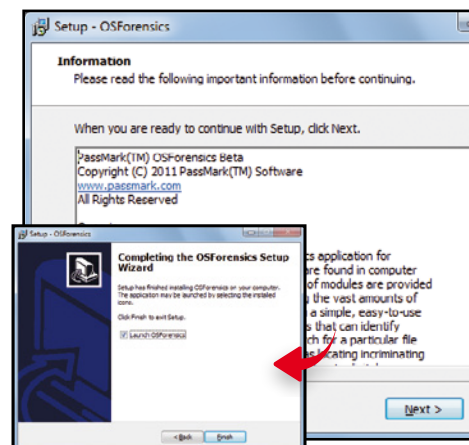 Setup - OSForensics
Information
Please read the following important information before continuing.
When you are ready to continue with Setup, click Next.
PassMark(TM) OSForensics Beta
Copyright (C) 2011 PassMark(TM) Software
www.passmark.com
All Rights Reserved
cs application for
are found in computer
of modules are provided
the vast amounts of
a simple, easy-to-use
s that can identify
ch for a particular file
locating incriminating
Next >
Setup - OSForensics
Completing the OSForensics Setup
Wizard
Setup has finished installing OSForensics on your computer.
The application may be launched by selecting the installed
icons.
Click Finish to exit Setup.
Launch OSForensics
< Back
Finish